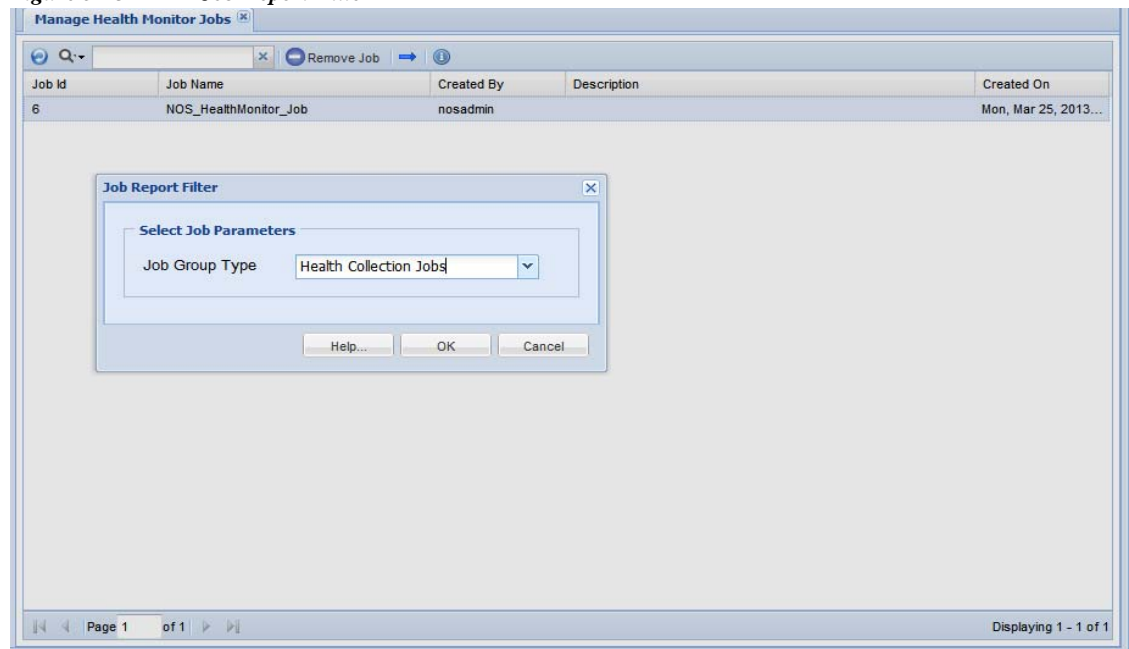 Manage Health Monitor Jobs
Remove Job
Job Id Job Name Created By Description Created On
6 NOS_HealthMonitor_Job nosadmin Mon, Mar 25, 2013...
Job Report Filter
Select Job Parameters
Job Group Type Health Collection Jobs
Help... OK Cancel
Page 1 of 1 Displaying 1 - 1 of 1